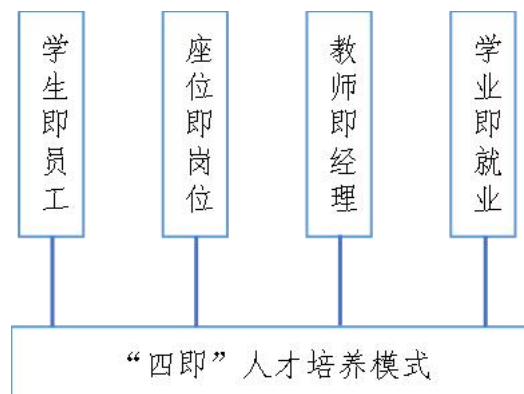 学生即员工
座位即岗位
教师即经理
学业即就业
“四即”人才培养模式